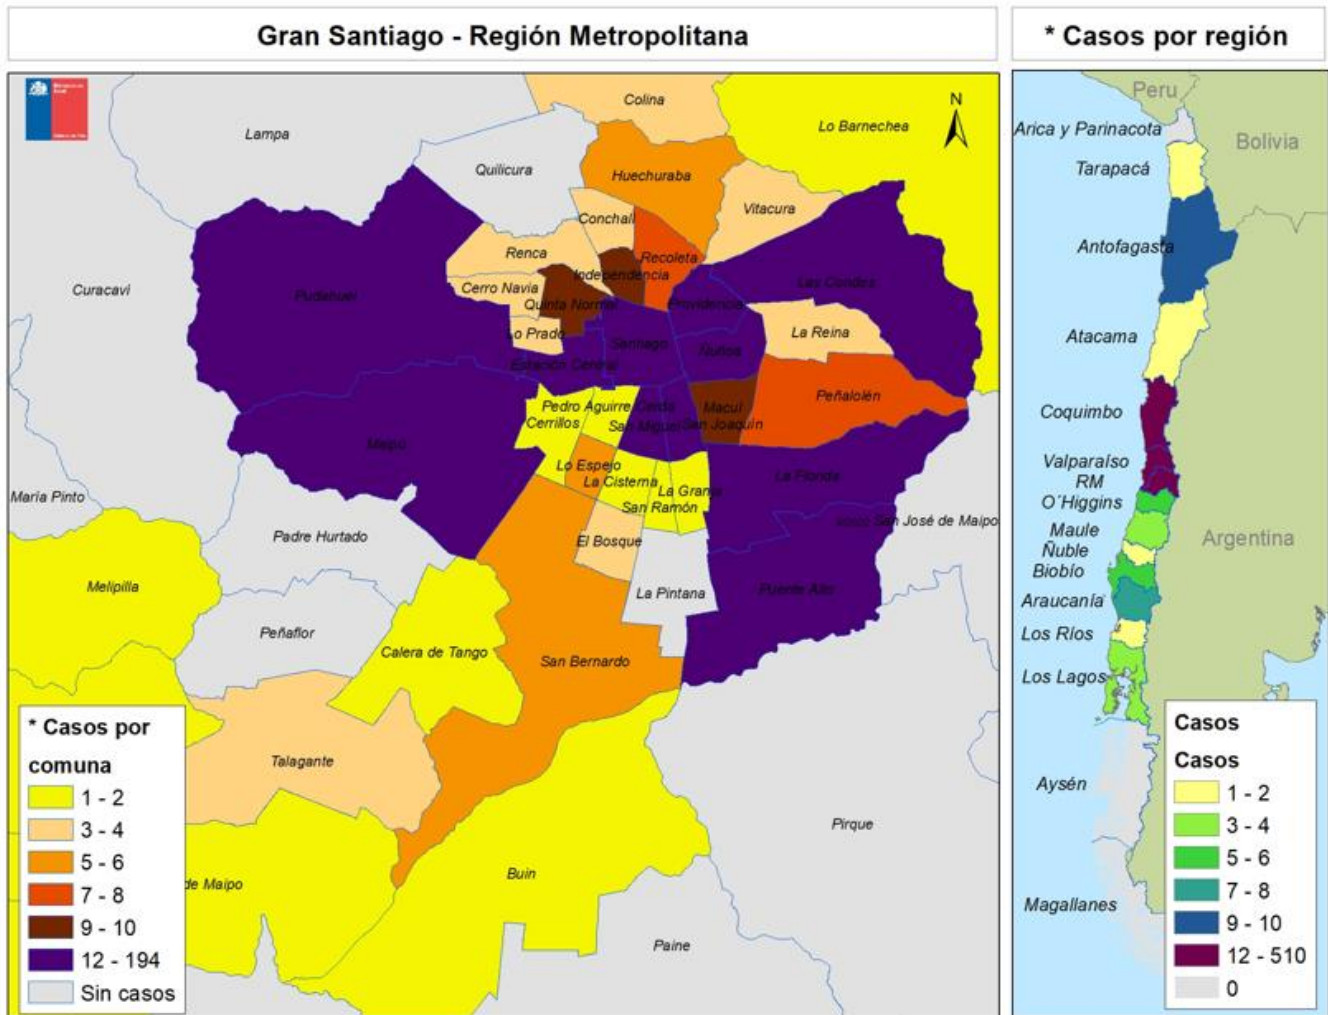 Gran Santiago - Región Metropolitana
* Casos por región
Colina
Lampa
Lo Barnechea
N
Quilicura
Huechuraba
Vitacura
Conchalí
Renca
Recoleta
Independencia
Curacaví
Pudahuel
Cerro Navia
Quinta Normal
Providencia
Las Condes
Lo Prado
La Reina
Santiago
Ñuñoa
Estación Central
Peñalolén
Pedro Aguirre Cerda
Macul
Cerrillos
San Miguel
San Joaquín
Maipú
Lo Espejo
La Cisterna
La Granja
La Florida
San Ramón
María Pinto
San José de Maipo
Padre Hurtado
El Bosque
Melipilla
La Pintana
Puente Alto
Peñaflor
Calera de Tango
San Bernardo
Talagante
Pirque
Buin
de Maipo
Paine
* Casos por
comuna
1 - 2
3 - 4
5 - 6
7 - 8
9 - 10
12 - 194
Sin casos
Peru
Arica y Parinacota
Bolivia
Tarapacá
Antofagasta
Atacama
Coquimbo
Valparaíso
RM
O´Higgins
Maule
Argentina
Ñuble
Biobío
Araucanía
Los Ríos
Los Lagos
Aysén
Magallanes
Casos
Casos
1 - 2
3 - 4
5 - 6
7 - 8
9 - 10
12 - 510
0